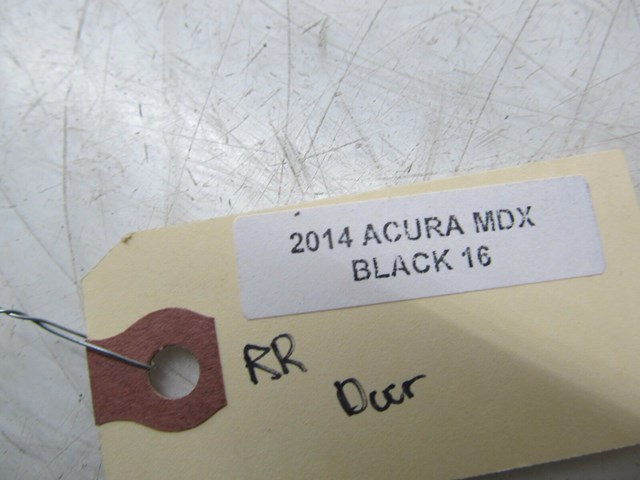 2014 ACURA MDX
BLACK 16
RR
Door